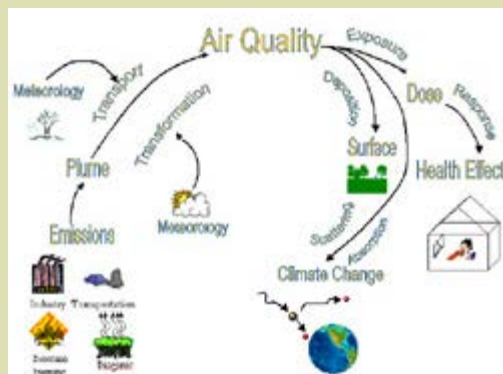 Air Quality
Exposure
Meteorology
Transport
Deposition
Dose
Response
Transformation
Plume
Surface
Health Effect
Emissions
Meteorology
Scattering
Absorption
Climate Change
Industry
Transportation
Biogenic